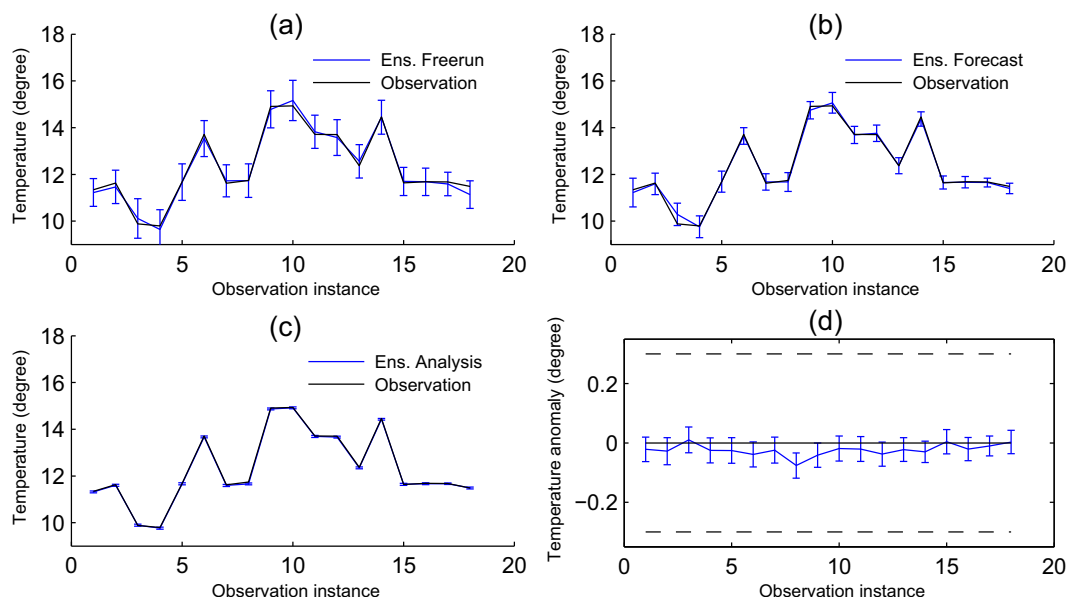 (a)
Temperature (degree)
18
16
14
12
10
Ens. Freerun
Observation
0 5 10 15 20
Observation instance
(b)
Temperature (degree)
18
16
14
12
10
Ens. Forecast
Observation
0 5 10 15 20
Observation instance
(c)
Temperature (degree)
18
16
14
12
10
Ens. Analysis
Observation
0 5 10 15 20
Observation instance
(d)
Temperature anomaly (degree)
0.2
0
−0.2
0 5 10 15 20
Observation instance